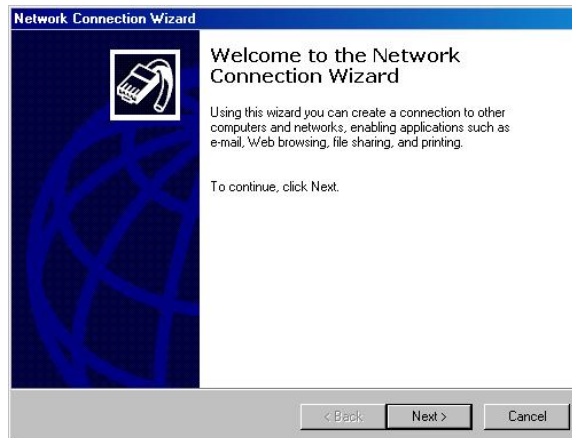 Network Connection Wizard
Welcome to the Network
Connection Wizard
Using this wizard you can create a connection to other
computers and networks, enabling applications such as
e-mail, Web browsing, file sharing, and printing.
To continue, click Next.
< Back Next > Cancel